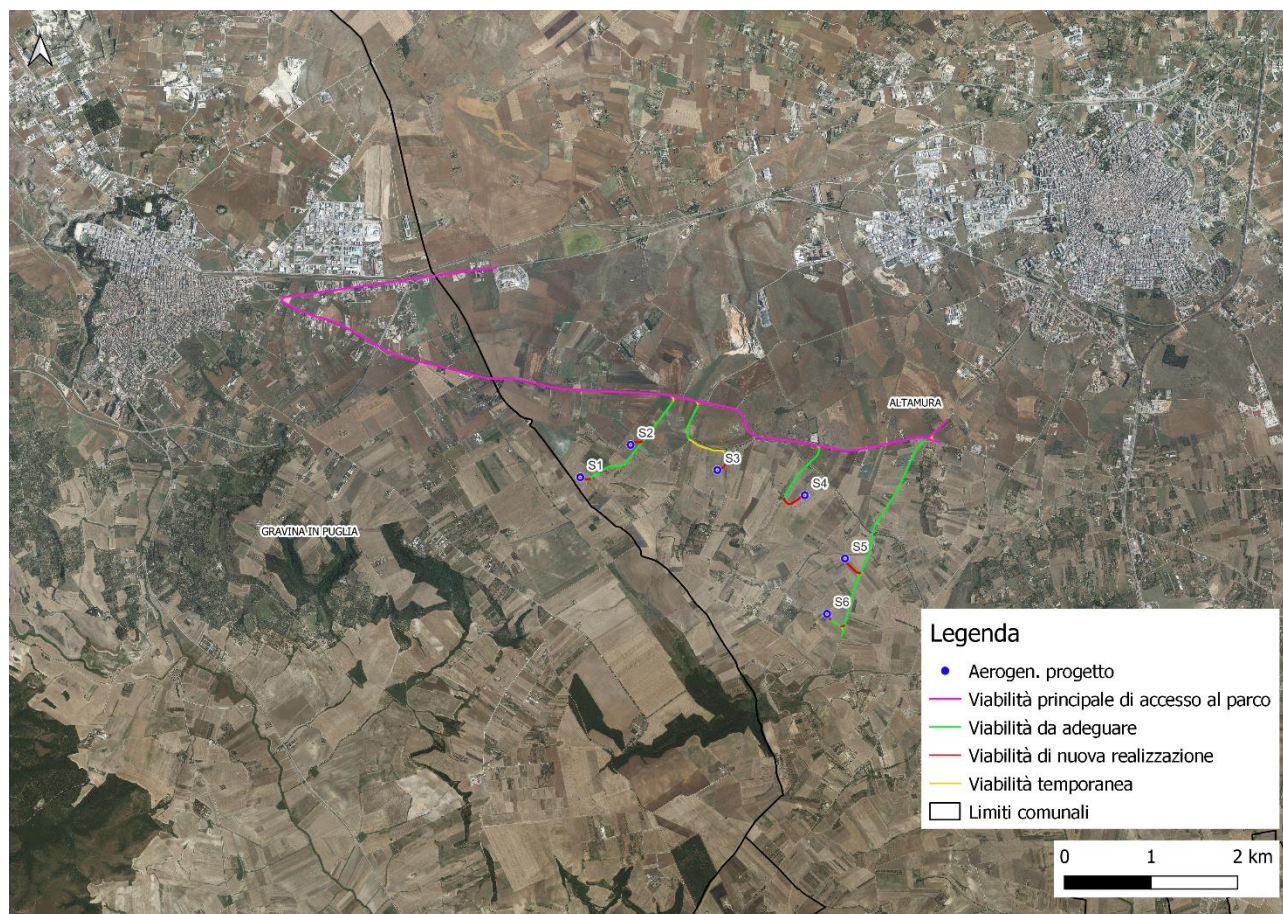 ALTAMURA
S2
S1
S3
S4
GRAVINA IN PUGLIA
S5
S6
Legenda
Aerogen. progetto
Viabilità principale di accesso al parco
Viabilità da adeguare
Viabilità di nuova realizzazione
Viabilità temporanea
Limiti comunali
0 1 2 km